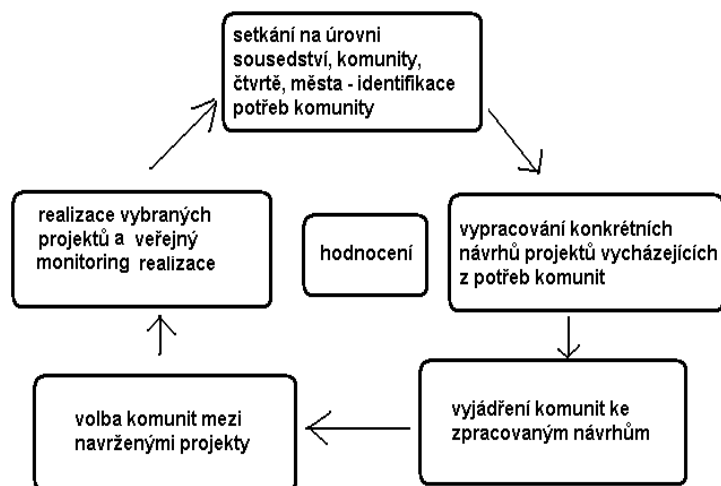 setkání na úrovni
sousedství, komunity,
čtvrtě, města - identifikace
potřeb komunity
vypracování konkrétních
návrhů projektů vycházejících
z potřeb komunit
vyjádření komunit ke
zpracovaným návrhům
volba komunit mezi
navrženými projekty
realizace vybraných
projektů a veřejný
monitoring realizace
hodnocení